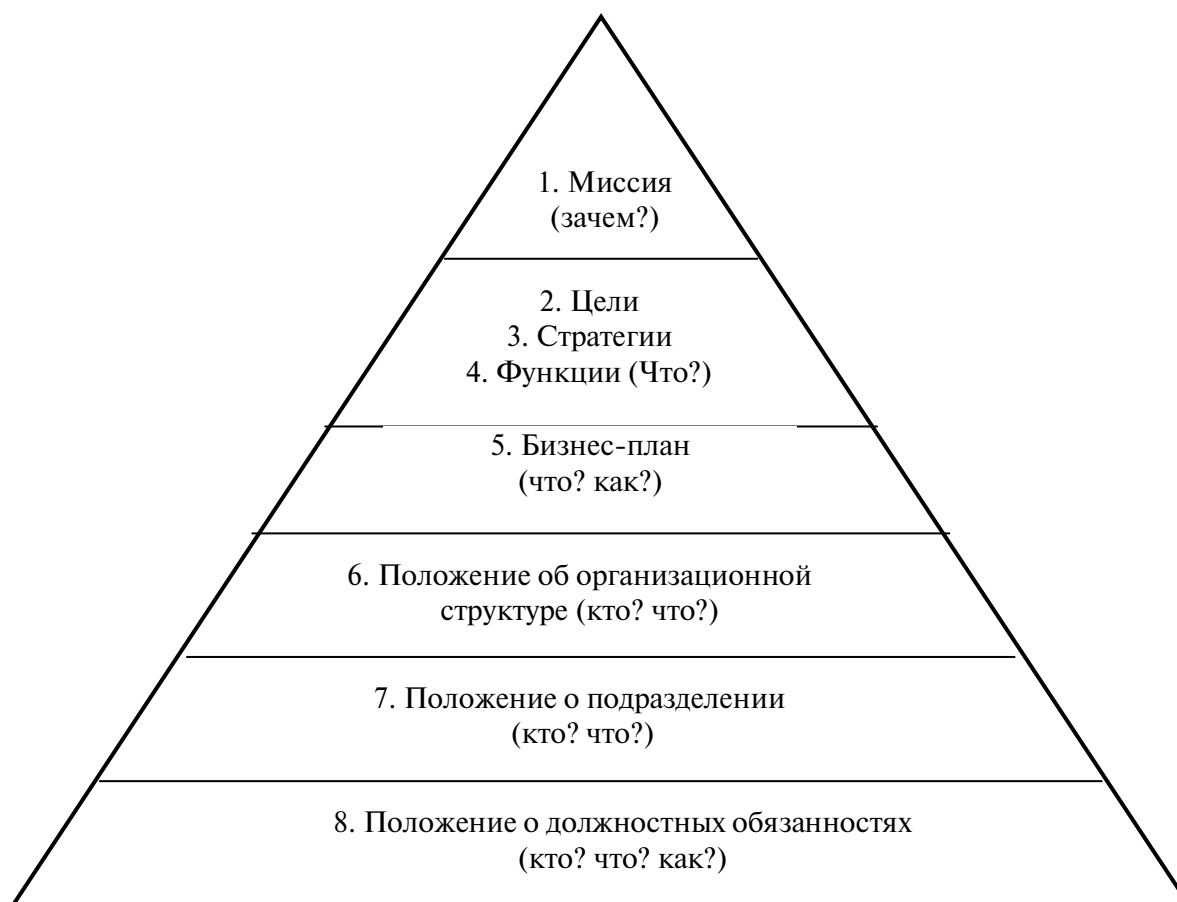 1. Миссия
(зачем?)
2. Цели
3. Стратегии
4. Функции (Что?)
5. Бизнес-план
(что? как?)
6. Положение об организационной
структуре (кто? что?)
7. Положение о подразделении
(кто? что?)
8. Положение о должностных обязанностях
(кто? что? как?)